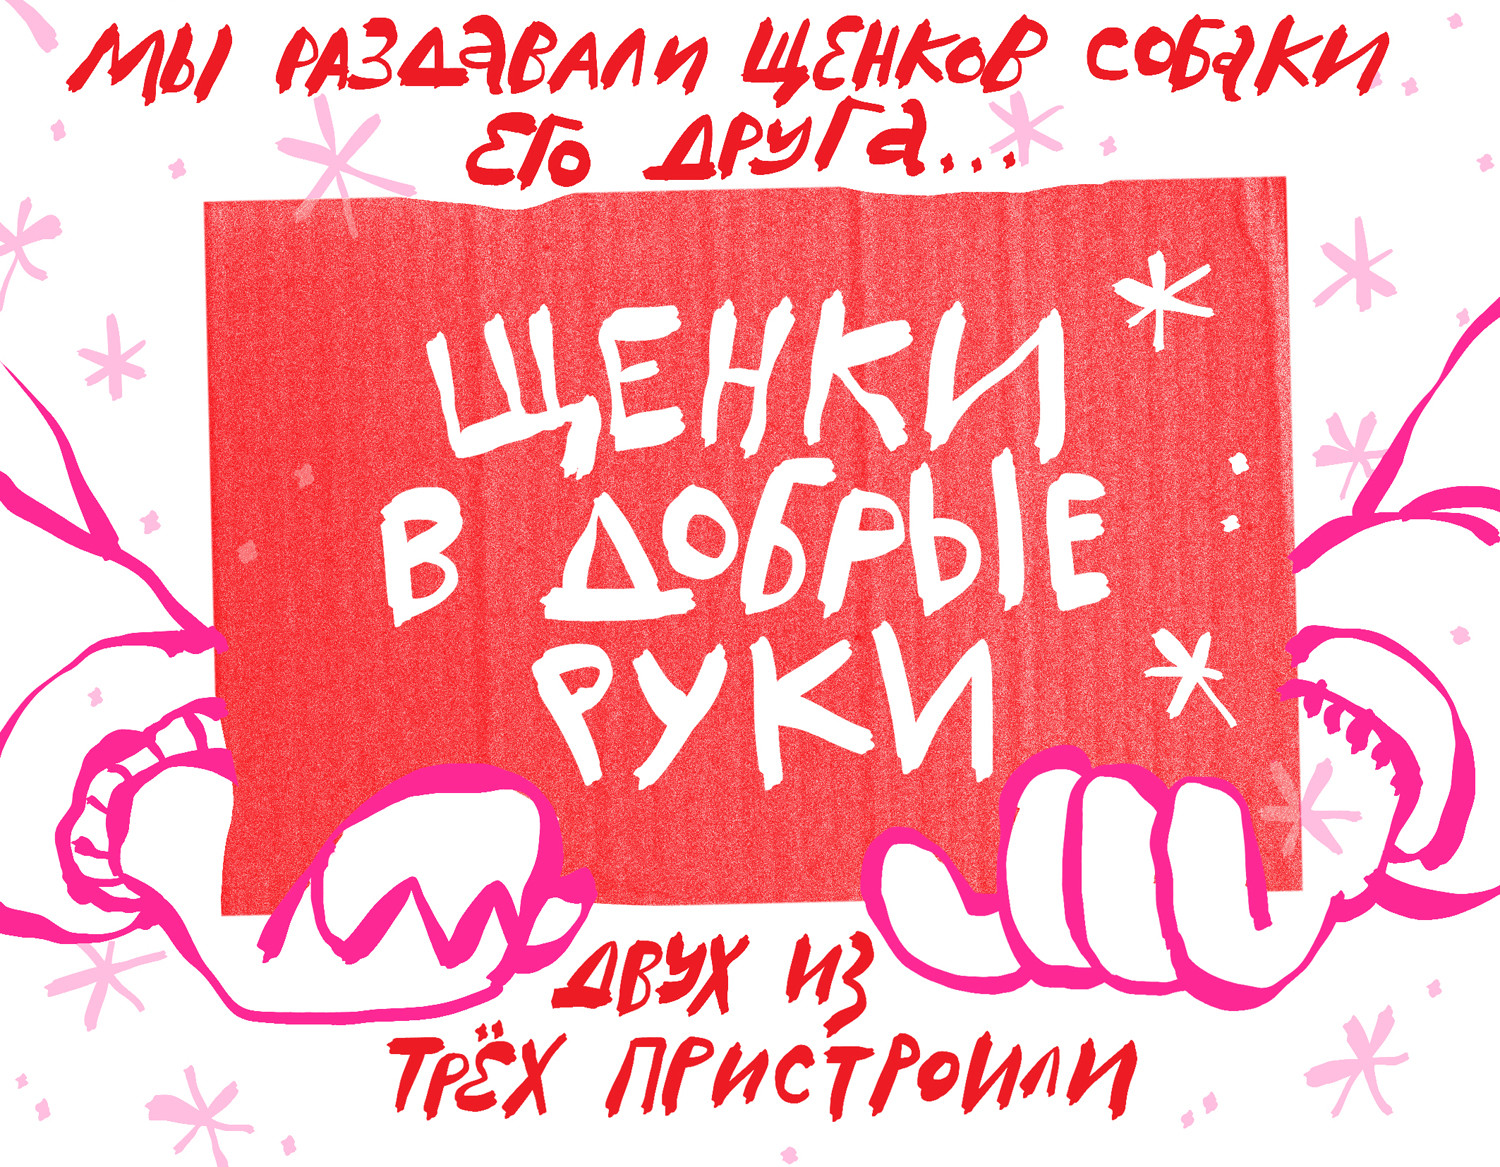 МЫ РАЗДАВАЛИ ЩЕНКОВ СОБАКИ
ЕГО ДРУГА...
ЩЕНКИ
В ДОБРЫЕ
РУКИ
ДВУХ ИЗ
ТРЁХ ПРИСТРОИЛИ